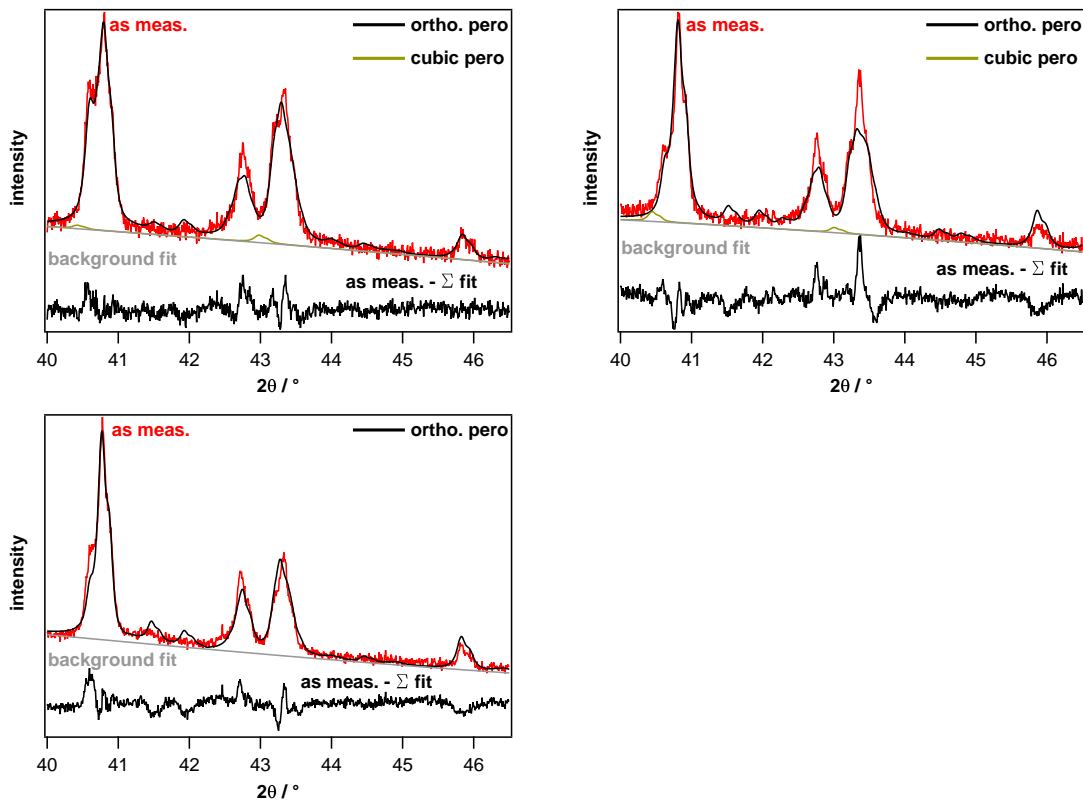 as meas.
ortho. pero
cubic pero
intensity
background fit
as meas. - Σ fit
40 41 42 43 44 45 46
2θ / °
as meas.
ortho. pero
cubic pero
intensity
background fit
as meas. - Σ fit
40 41 42 43 44 45 46
2θ / °
as meas.
ortho. pero
intensity
background fit
as meas. - Σ fit
40 41 42 43 44 45 46
2θ / °